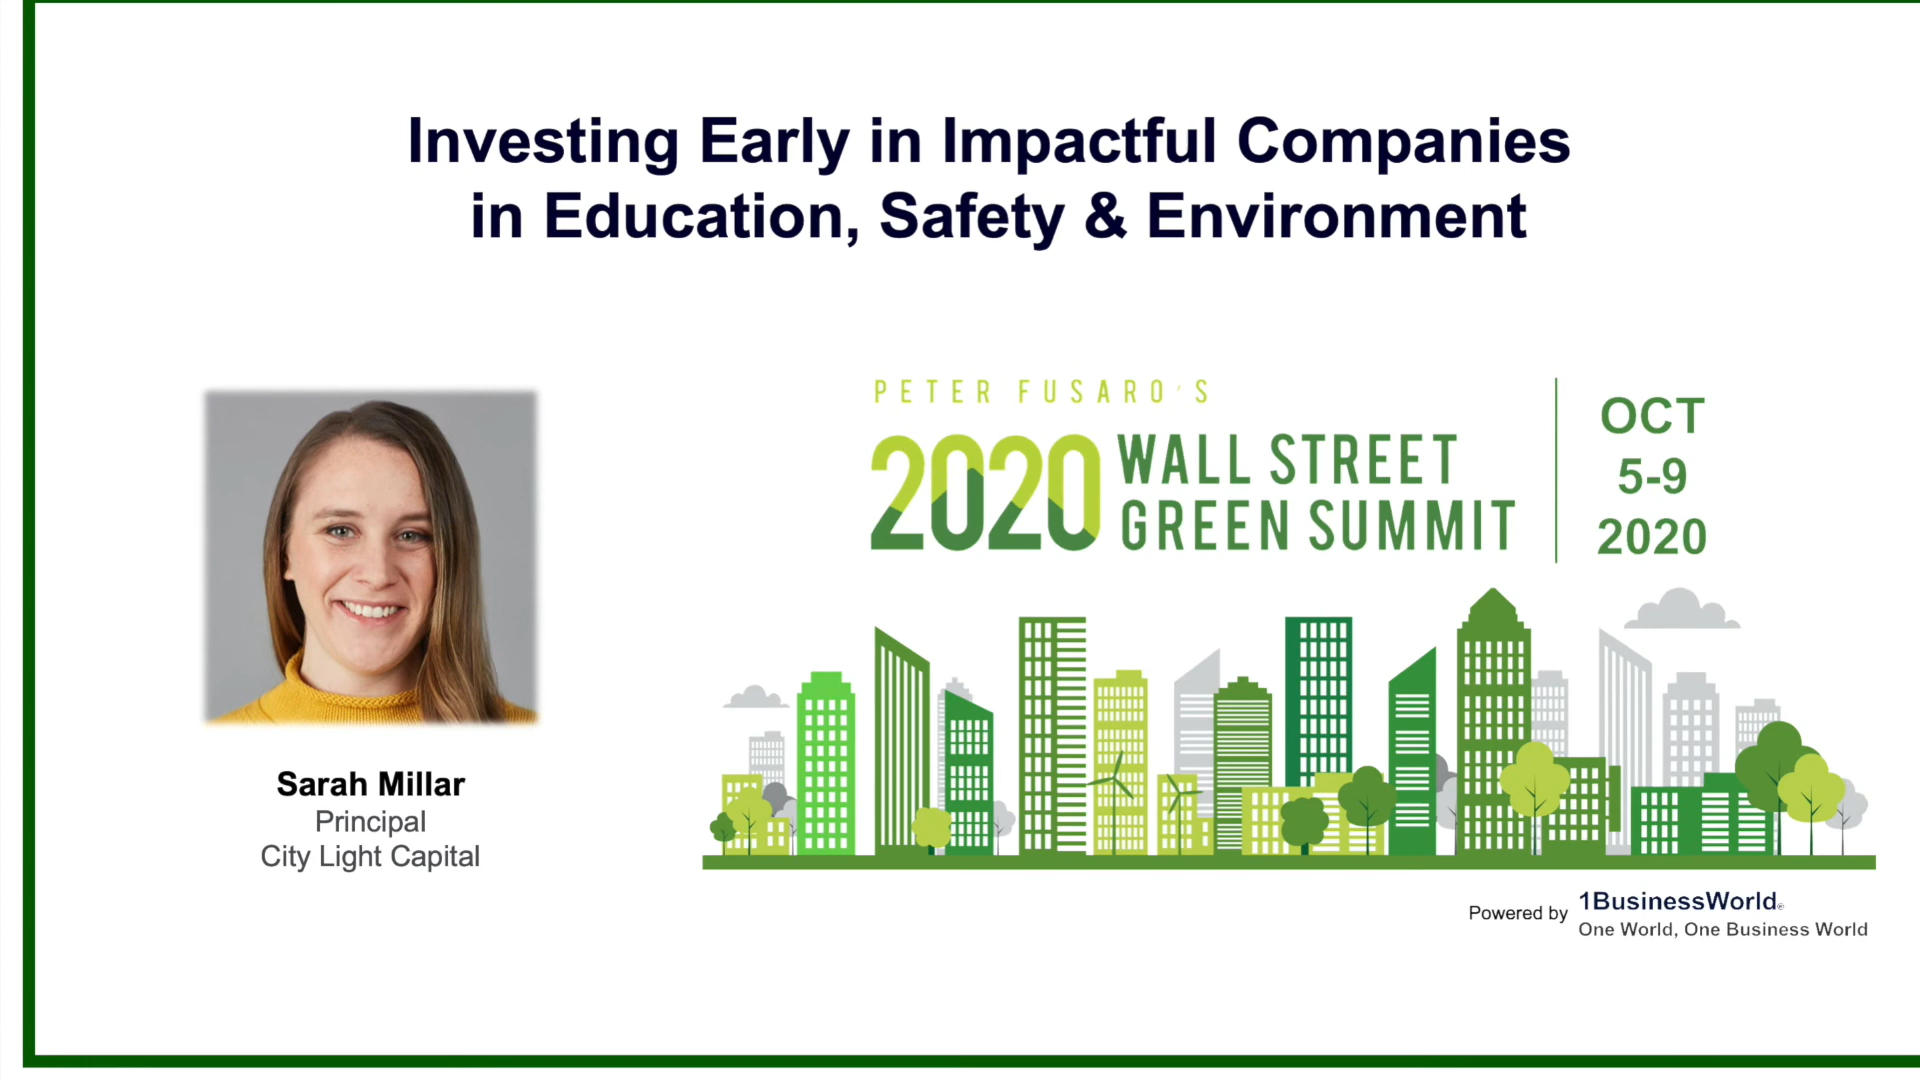 Investing Early in Impactful Companies
in Education, Safety & Environment
PETER FUSARO'S
2020 WALL STREET
GREEN SUMMIT
OCT
5-9
2020
Sarah Millar
Principal
City Light Capital
Powered by
1BusinessWorld®
One World, One Business World